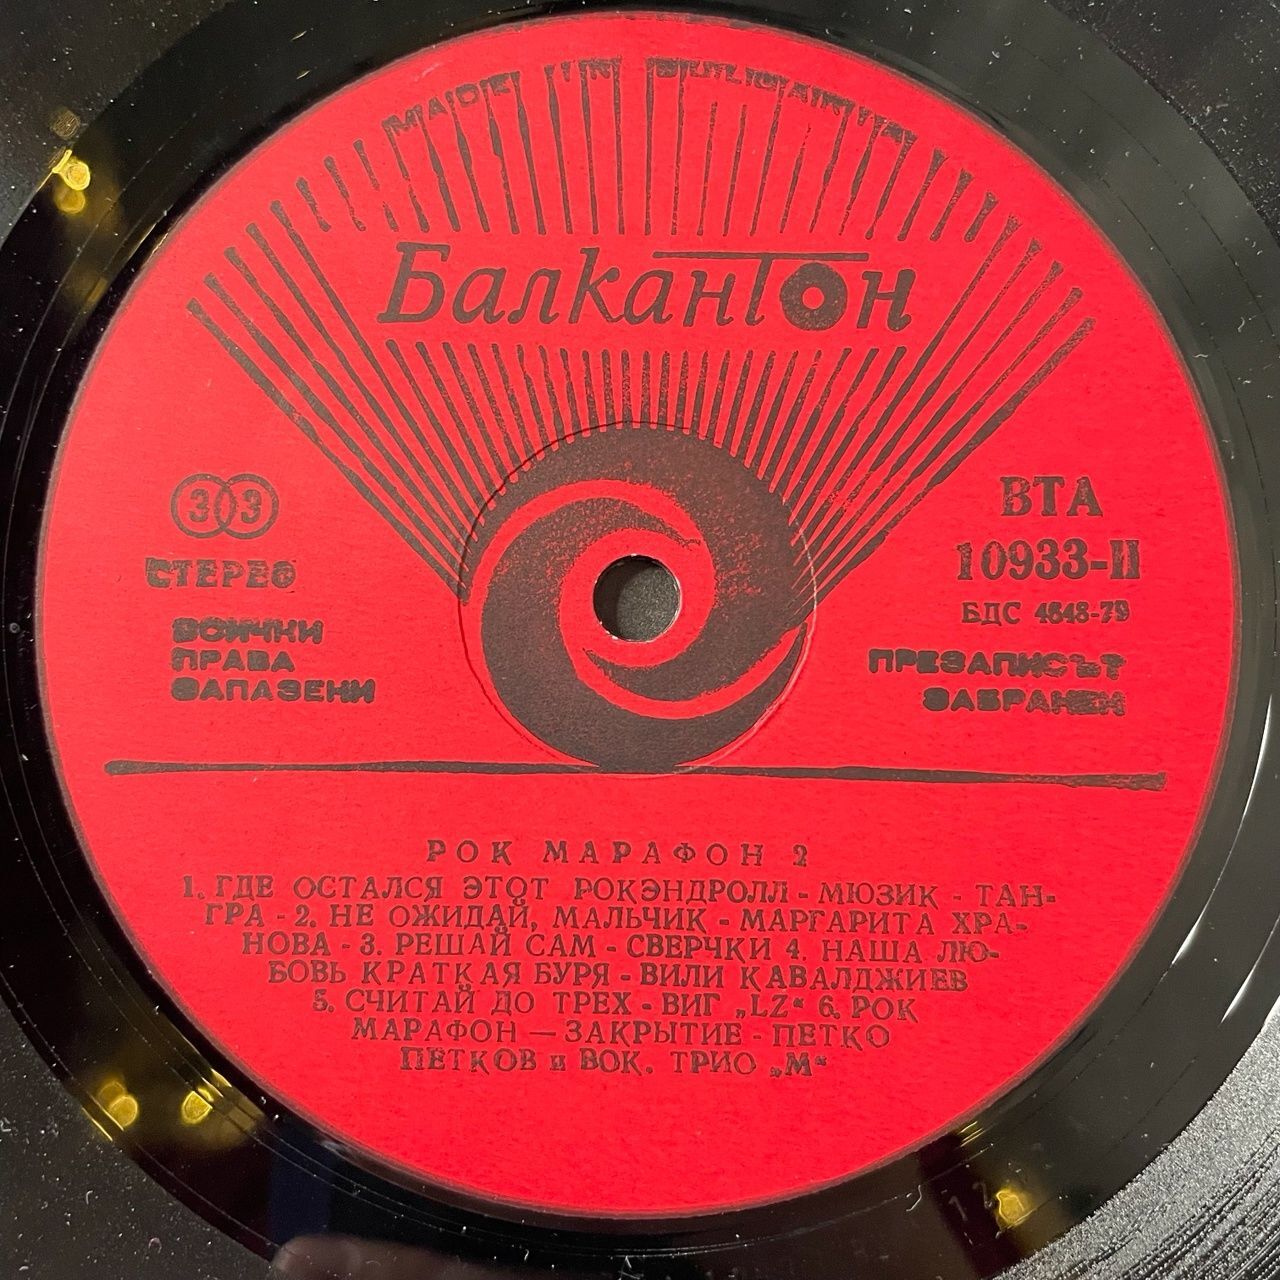 MADE IN BULGARIA
Балкантон
33
СТЕРЕО
ВСИЧКИ
ПРАВА
ЗАПАЗЕНИ
ВТА
10933-II
БДС 4648-79
ПРЕЗАПИСЪТ
ЗАБРАНЕН
РОК МАРАФОН 2
1. ГДЕ ОСТАЛСЯ ЭТОТ РОКЭНДРОЛЛ - МЮЗИК - ТАН-
ГРА - 2. НЕ ОЖИДАЙ, МАЛЬЧИК - МАРГАРИТА ХРА-
НОВА - 3. РЕШАЙ САМ - СВЕРЧКИ 4. НАША ЛЮ-
БОВЬ КРАТКАЯ БУРЯ - ВИЛИ КАВАЛДЖИЕВ
5. СЧИТАЙ ДО ТРЕХ - ВИГ „LZ“ 6. РОК
МАРАФОН — ЗАКРЫТИЕ - ПЕТКО
ПЕТКОВ и ВОК. ТРИО „М“